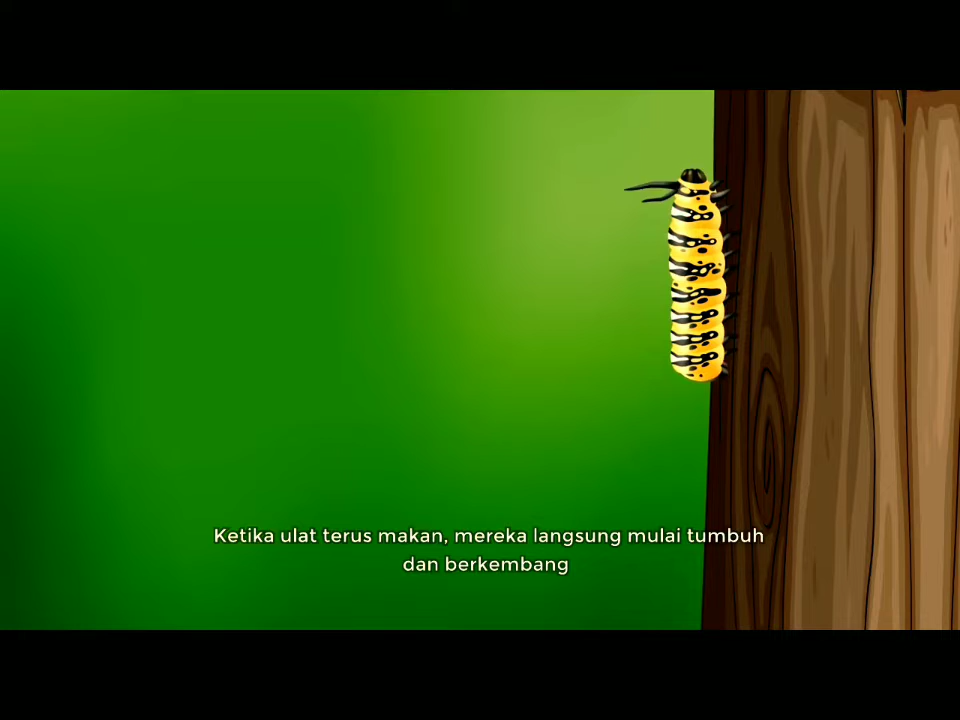 Ketika ulat terus makan, mereka langsung mulai tumbuh
dan berkembang